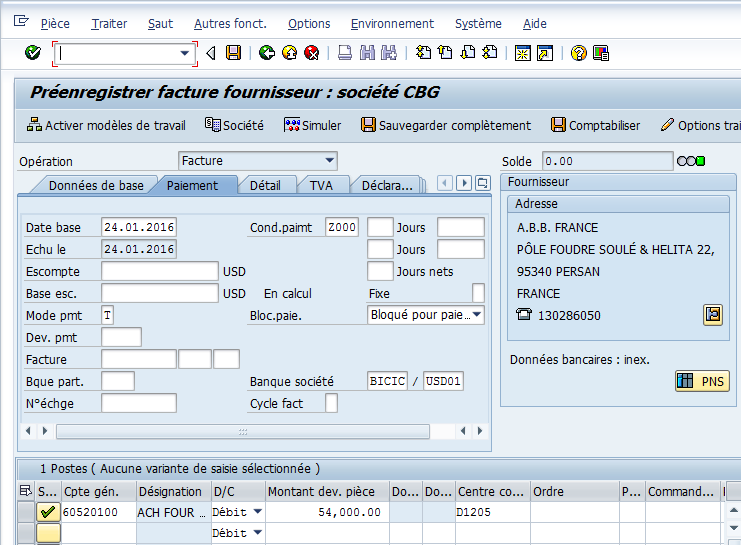 Pièce Traiter Saut Autres fonct. Options Environnement Système Aide
Préenregistrer facture fournisseur : société CBG
Activer modèles de travail Société Simuler Sauvegarder complètement Comptabiliser Options trai
Opération Facture Solde 0.00
Données de base Paiement Détail TVA Déclara...
Fournisseur
Adresse
Date base 24.01.2016 Cond.paimt Z000 Jours
A.B.B. FRANCE
Echu le 24.01.2016 Jours
PÔLE FOUDRE SOULÉ & HELITA 22,
Escompte USD Jours nets
95340 PERSAN
Base esc. USD En calcul Fixe
FRANCE
Mode pmt T Bloc.paie. Bloqué pour paie...
130286050
Dev. pmt
Facture
Données bancaires : inex.
Bque part. Banque société BICIC / USD01
PNS
N°échge Cycle fact
1 Postes ( Aucune variante de saisie sélectionnée )
S... Cpte gén. Désignation D/C Montant dev. pièce Do... Do... Centre co... Ordre P... Command...
60520100 ACH FOUR ... Débit 54,000.00 D1205
Débit